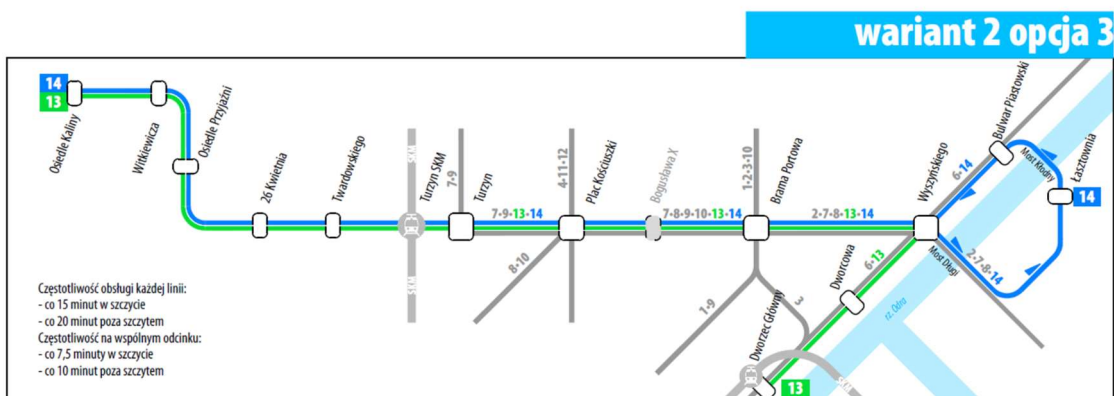 wariant 2 opcja 3
14
13
Osiedle Kaliny
Witkiewicza
Osiedle Przyjaźni
26 Kwietnia
Twardowskiego
SKM
Turzyn SKM
SKM
7-9
Turzyn
7-9-13-14
8-10
4-11-12
Plac Kościuszki
Bogusława X
7-8-9-10-13-14
1-2-3-10
Brama Portowa
2-7-8-13-14
1-9
3
Dworzec Główny
Dworcowa
6-13
Wyszyńskiego
6-14
Bulwar Piastowski
Most Kłodny
Łasztownia
14
Most Długi
2-7-8-14
rz. Odra
SKM
13
Częstotliwość obsługi każdej linii:
- co 15 minut w szczycie
- co 20 minut poza szczytem
Częstotliwość na wspólnym odcinku:
- co 7,5 minuty w szczycie
- co 10 minut poza szczytem